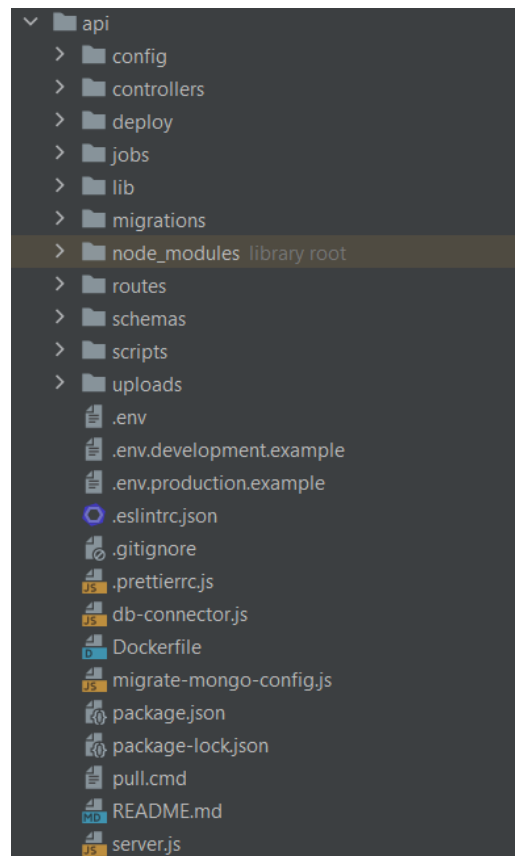 api
config
controllers
deploy
jobs
lib
migrations
node_modules library root
routes
schemas
scripts
uploads
.env
.env.development.example
.env.production.example
.eslintrc.json
.gitignore
.prettierrc.js
db-connector.js
Dockerfile
migrate-mongo-config.js
package.json
package-lock.json
pull.cmd
README.md
server.js